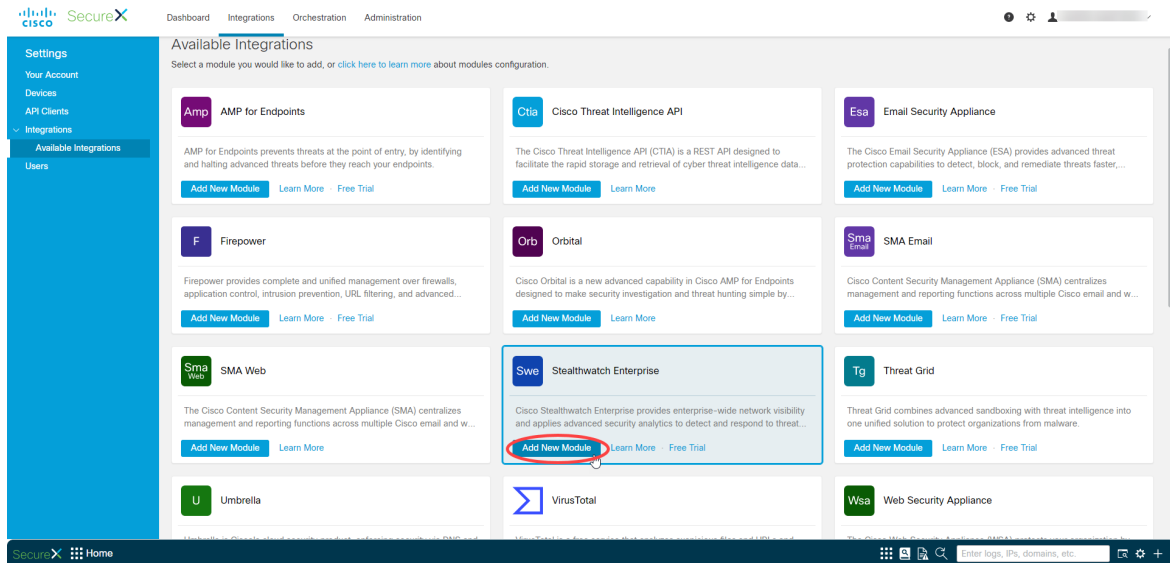 CISCO SecureX Dashboard Integrations Orchestration Administration
Settings
Your Account
Devices
API Clients
Integrations
Available Integrations
Users
Available Integrations
Select a module you would like to add, or click here to learn more about modules configuration.
Amp AMP for Endpoints
AMP for Endpoints prevents threats at the point of entry, by identifying
and halting advanced threats before they reach your endpoints.
Add New Module Learn More · Free Trial
Ctia Cisco Threat Intelligence API
The Cisco Threat Intelligence API (CTIA) is a REST API designed to
facilitate the rapid storage and retrieval of cyber threat intelligence data...
Add New Module Learn More
Esa Email Security Appliance
The Cisco Email Security Appliance (ESA) provides advanced threat
protection capabilities to detect, block, and remediate threats faster,...
Add New Module Learn More · Free Trial
F Firepower
Firepower provides complete and unified management over firewalls,
application control, intrusion prevention, URL filtering, and advanced...
Add New Module Learn More · Free Trial
Orb Orbital
Cisco Orbital is a new advanced capability in Cisco AMP for Endpoints
designed to make security investigation and threat hunting simple by...
Add New Module Learn More
Sma Email SMA Email
Cisco Content Security Management Appliance (SMA) centralizes
management and reporting functions across multiple Cisco email and w...
Add New Module Learn More · Free Trial
Sma Web SMA Web
The Cisco Content Security Management Appliance (SMA) centralizes
management and reporting functions across multiple Cisco email and w...
Add New Module Learn More
Swe Stealthwatch Enterprise
Cisco Stealthwatch Enterprise provides enterprise-wide network visibility
and applies advanced security analytics to detect and respond to threat...
Add New Module Learn More · Free Trial
Tg Threat Grid
Threat Grid combines advanced sandboxing with threat intelligence into
one unified solution to protect organizations from malware.
Add New Module Learn More · Free Trial
U Umbrella
VirusTotal
Wsa Web Security Appliance
SecureX Home Enter logs, IPs, domains, etc.